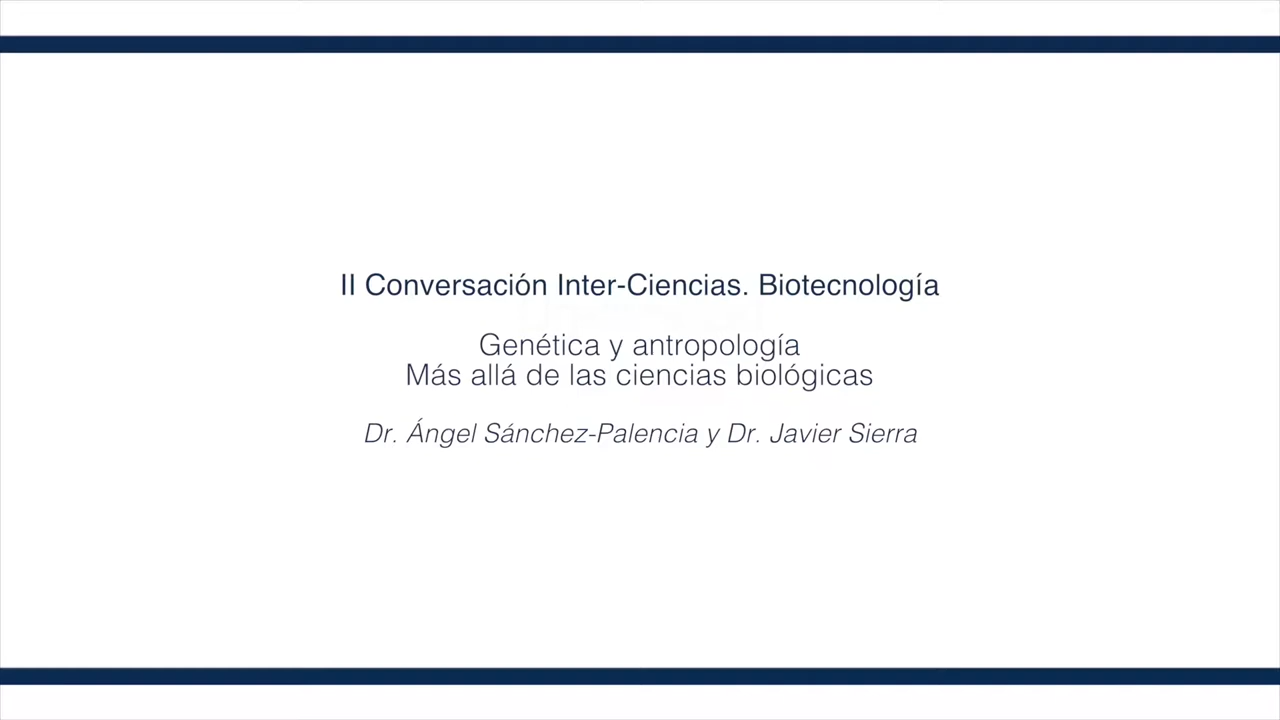 II Conversación Inter-Ciencias. Biotecnología
Genética y antropología
Más allá de las ciencias biológicas
Dr. Ángel Sánchez-Palencia y Dr. Javier Sierra